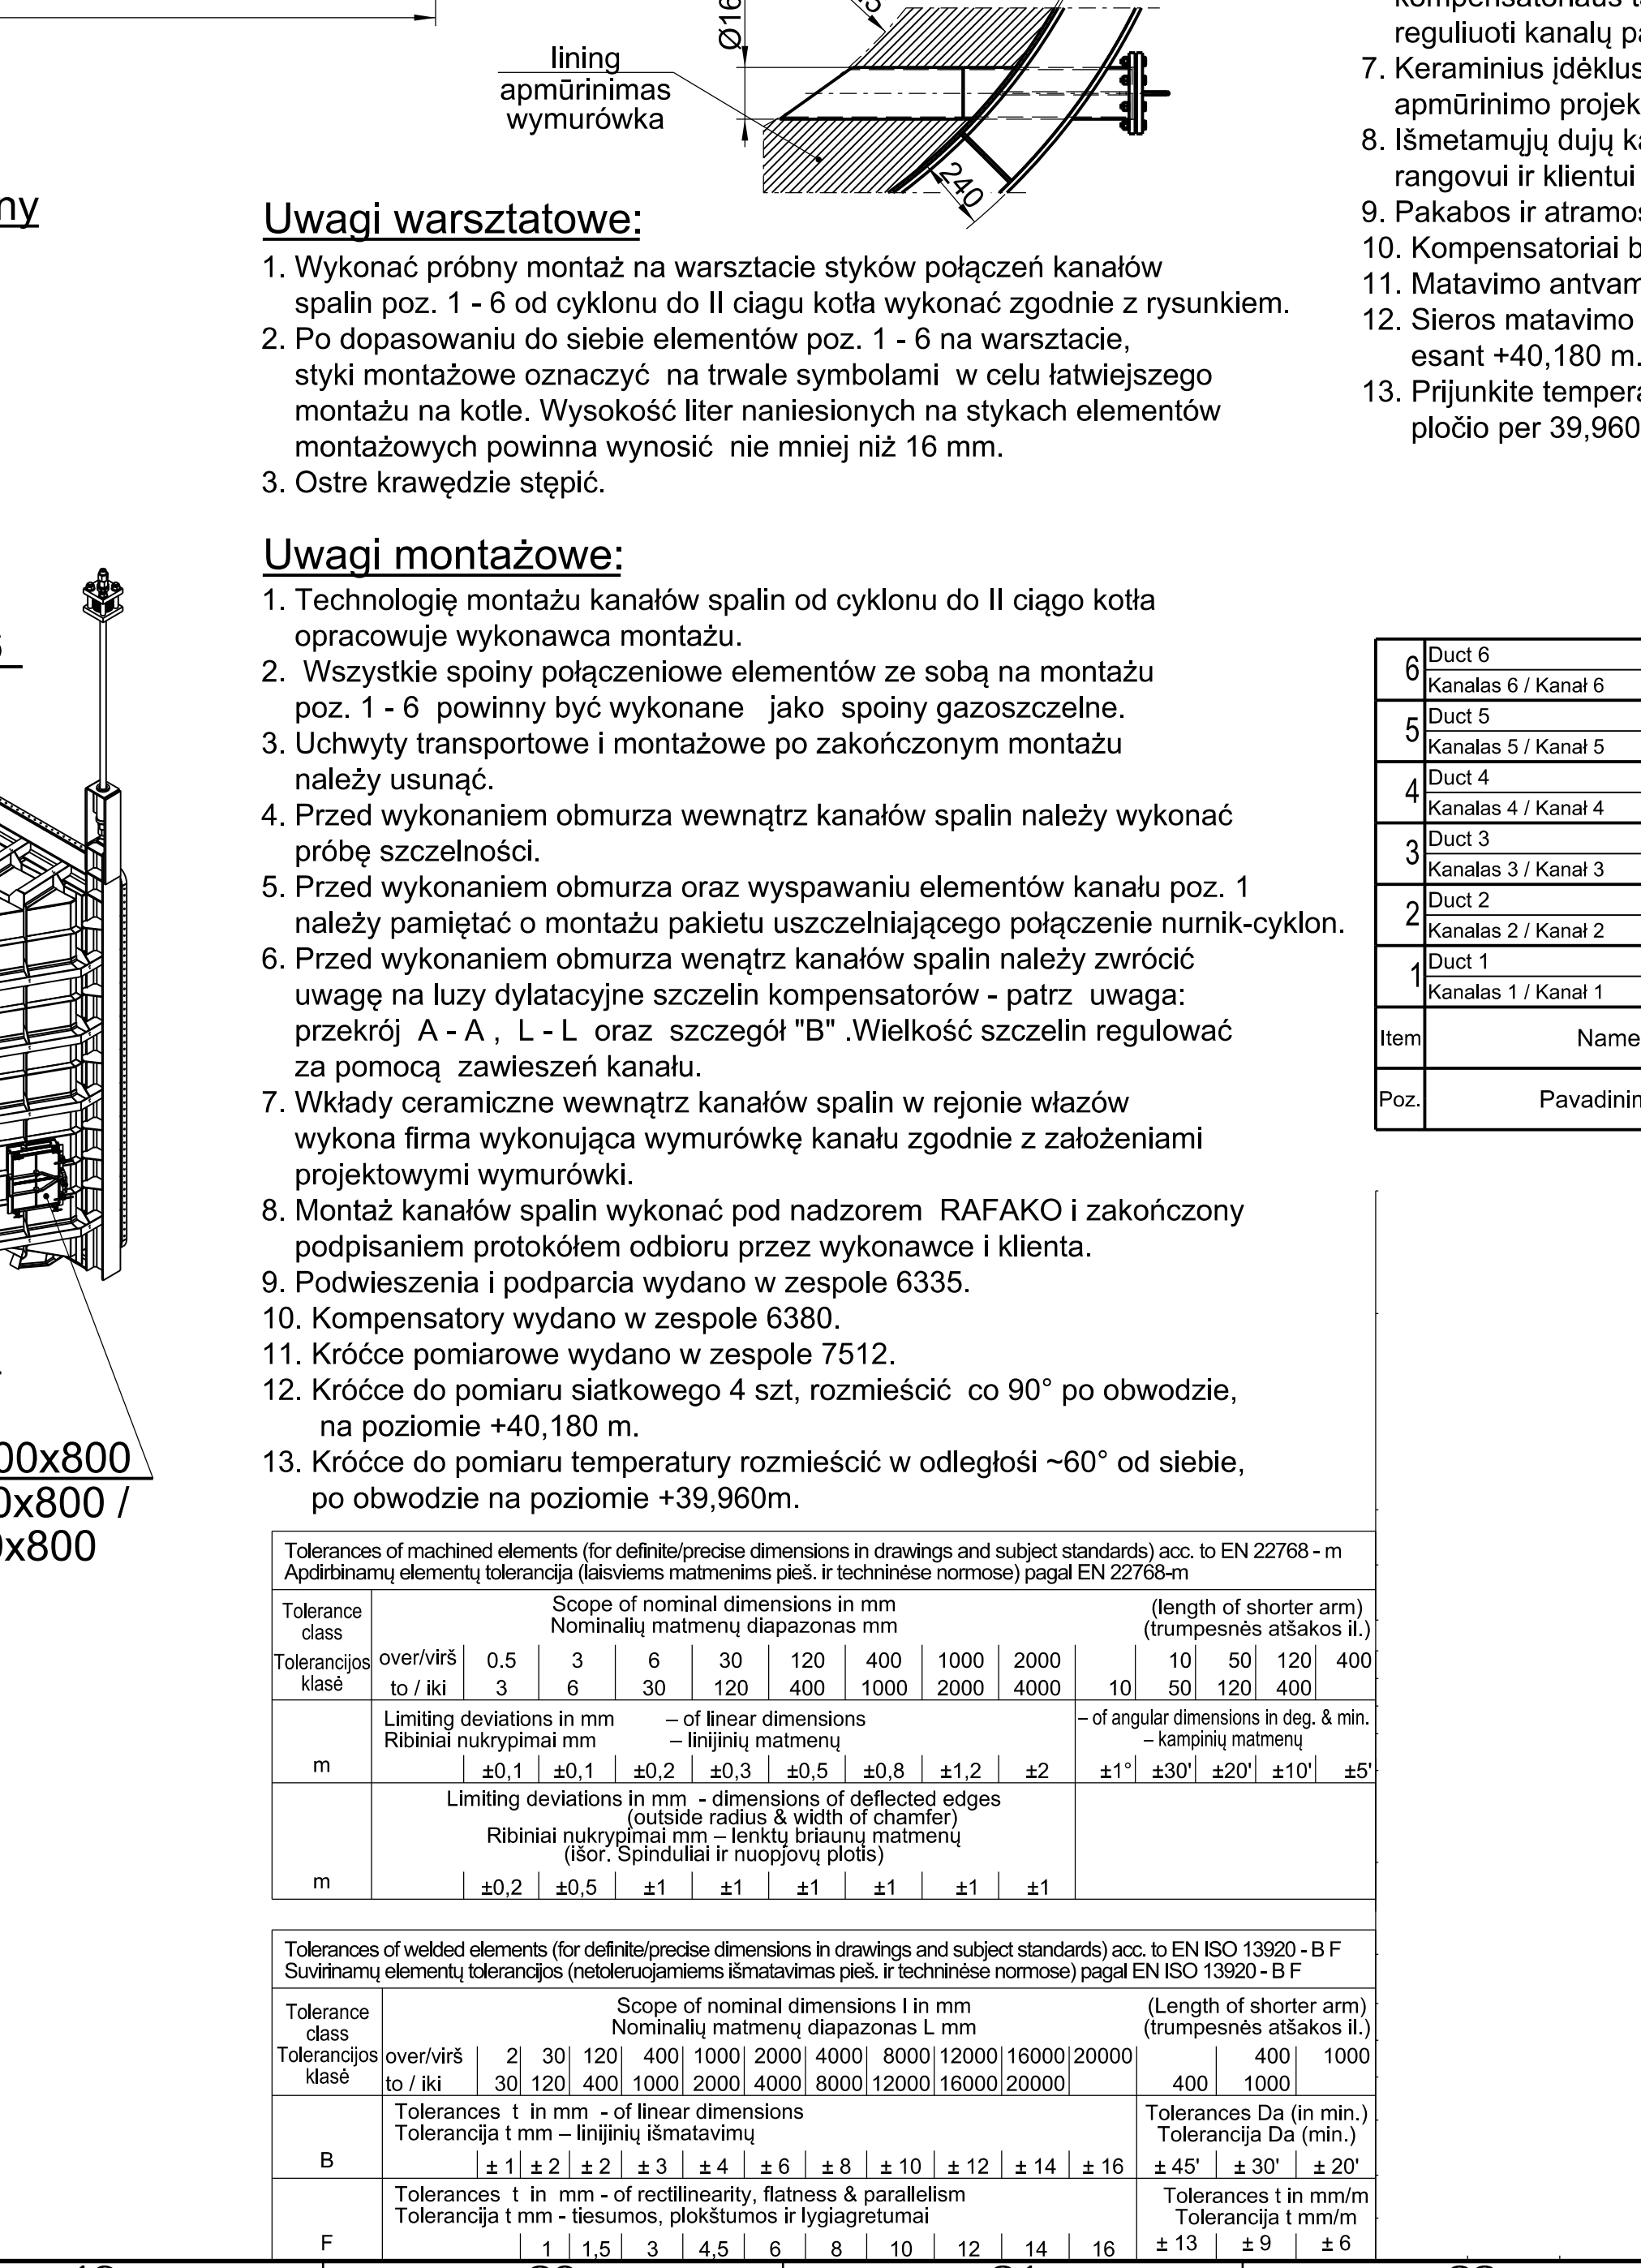 lining
apmūrinimas
wymurówka
240
Uwagi warsztatowe:
1. Wykonać próbny montaż na warsztacie styków połączeń kanałów
spalin poz. 1 - 6 od cyklonu do II ciagu kotła wykonać zgodnie z rysunkiem.
2. Po dopasowaniu do siebie elementów poz. 1 - 6 na warsztacie,
styki montażowe oznaczyć na trwale symbolami w celu łatwiejszego
montażu na kotle. Wysokość liter naniesionych na stykach elementów
montażowych powinna wynosić nie mniej niż 16 mm.
3. Ostre krawędzie stępić.
Uwagi montażowe:
1. Technologię montażu kanałów spalin od cyklonu do II ciągo kotła
opracowuje wykonawca montażu.
2. Wszystkie spoiny połączeniowe elementów ze sobą na montażu
poz. 1 - 6 powinny być wykonane jako spoiny gazoszczelne.
3. Uchwyty transportowe i montażowe po zakończonym montażu
należy usunąć.
4. Przed wykonaniem obmurza wewnątrz kanałów spalin należy wykonać
próbę szczelności.
5. Przed wykonaniem obmurza oraz wyspawaniu elementów kanału poz. 1
należy pamiętać o montażu pakietu uszczelniającego połączenie nurnik-cyklon.
6. Przed wykonaniem obmurza wenątrz kanałów spalin należy zwrócić
uwagę na luzy dylatacyjne szczelin kompensatorów - patrz uwaga:
przekrój A - A , L - L oraz szczegół "B" .Wielkość szczelin regulować
za pomocą zawieszeń kanału.
7. Wkłady ceramiczne wewnątrz kanałów spalin w rejonie włazów
wykona firma wykonująca wymurówkę kanału zgodnie z założeniami
projektowymi wymurówki.
8. Montaż kanałów spalin wykonać pod nadzorem RAFAKO i zakończony
podpisaniem protokółem odbioru przez wykonawce i klienta.
9. Podwieszenia i podparcia wydano w zespole 6335.
10. Kompensatory wydano w zespole 6380.
11. Króćce pomiarowe wydano w zespole 7512.
12. Króćce do pomiaru siatkowego 4 szt, rozmieścić co 90° po obwodzie,
na poziomie +40,180 m.
13. Króćce do pomiaru temperatury rozmieścić w odległośi ~60° od siebie,
po obwodzie na poziomie +39,960m.
00x800
0x800 /
x800
reguliuoti kanalų
7. Keraminius įdėklus
apmūrinimo
8. Išmetamųjų dujų
rangovui ir klientui
9. Pakabos ir
10. Kompensatoriai
11. Matavimo
12. Sieros matavimo
esant +40,180 m.
13. Prijunkite
pločio per 39,960
6 Duct 6
Kanalas 6 / Kanał 6
5 Duct 5
Kanalas 5 / Kanał 5
4 Duct 4
Kanalas 4 / Kanał 4
3 Duct 3
Kanalas 3 / Kanał 3
2 Duct 2
Kanalas 2 / Kanał 2
1 Duct 1
Kanalas 1 / Kanał 1
Item Name
Poz.
Tolerances of machined elements (for definite/precise dimensions in drawings and subject standards) acc. to EN 22768 - m
Apdirbinamų elementų tolerancija (laisviems matmenims pieš. ir techninėse normose) pagal EN 22768-m
Tolerance class Scope of nominal dimensions in mm (length of shorter arm)
Nominalių matmenų diapazonas mm (trumpesnės atšakos il.)
Tolerancijos klasė over/virš 0.5 3 6 30 120 400 1000 2000 10 50 120 400
to / iki 3 6 30 120 400 1000 2000 4000 10 50 120 400
Limiting deviations in mm – of linear dimensions – of angular dimensions in deg. & min.
Ribiniai nukrypimai mm – linijinių matmenų – kampinių matmenų
m ±0,1 ±0,1 ±0,2 ±0,3 ±0,5 ±0,8 ±1,2 ±2 ±1° ±30' ±20' ±10' ±5'
Limiting deviations in mm - dimensions of deflected edges
(outside radius & width of chamfer)
Ribiniai nukrypimai mm – lenktų briaunų matmenų
(išor. Spinduliai ir nuopjovų plotis)
m ±0,2 ±0,5 ±1 ±1 ±1 ±1 ±1 ±1
Tolerances of welded elements (for definite/precise dimensions in drawings and subject standards) acc. to EN ISO 13920 - B F
Suvirinamų elementų tolerancijos (netoleruojamiems išmatavimas pieš. ir techninėse normose) pagal EN ISO 13920 - B F
Tolerance class Scope of nominal dimensions l in mm (Length of shorter arm)
Nominalių matmenų diapazonas L mm (trumpesnės atšakos il.)
Tolerancijos klasė over/virš 2 30 120 400 1000 2000 4000 8000 12000 16000 20000 400 1000
to / iki 30 120 400 1000 2000 4000 8000 12000 16000 20000 400 1000
Tolerances t in mm - of linear dimensions Tolerances Da (in min.)
Tolerancija t mm – linijinių išmatavimų Tolerancija Da (min.)
B ± 1 ± 2 ± 2 ± 3 ± 4 ± 6 ± 8 ± 10 ± 12 ± 14 ± 16 ± 45' ± 30' ± 20'
Tolerances t in mm - of rectilinearity, flatness & parallelism Tolerances t in mm/m
Tolerancija t mm - tiesumos, plokštumos ir lygiagretumai Tolerancija t mm/m
F 1 1,5 3 4,5 6 8 10 12 14 16 ± 13 ± 9 ± 6